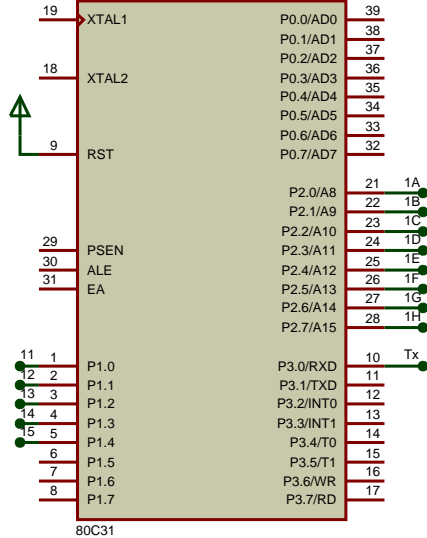 19 XTAL1 P0.0/AD0 39
P0.1/AD1 38
P0.2/AD2 37
18 XTAL2 P0.3/AD3 36
P0.4/AD4 35
P0.5/AD5 34
P0.6/AD6 33
9 RST P0.7/AD7 32
P2.0/A8 21 1A
P2.1/A9 22 1B
P2.2/A10 23 1C
29 PSEN P2.3/A11 24 1D
30 ALE P2.4/A12 25 1E
31 EA P2.5/A13 26 1F
P2.6/A14 27 1G
P2.7/A15 28 1H
11 1 P1.0 P3.0/RXD 10 Tx
12 2 P1.1 P3.1/TXD 11
13 3 P1.2 P3.2/INT0 12
14 4 P1.3 P3.3/INT1 13
15 5 P1.4 P3.4/T0 14
6 P1.5 P3.5/T1 15
7 P1.6 P3.6/WR 16
8 P1.7 P3.7/RD 17
80C31